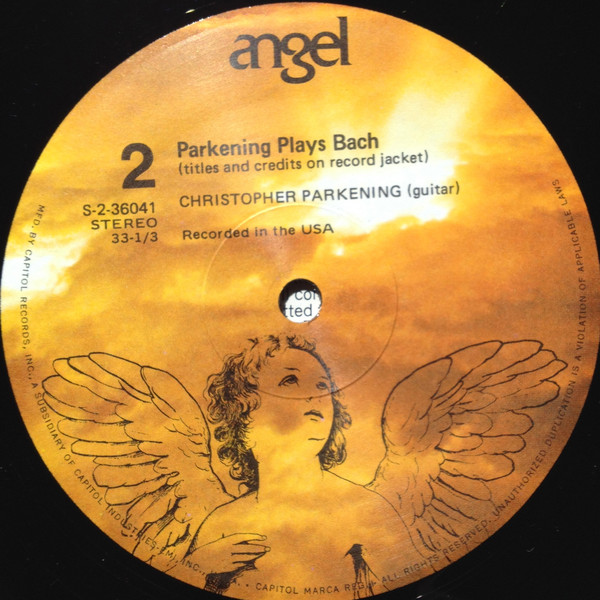 angel
2
Parkening Plays Bach
(titles and credits on record jacket)
S-2-36041
STEREO
33-1/3
CHRISTOPHER PARKENING (guitar)
Recorded in the USA
tted
MFD. BY CAPITOL RECORDS, INC., A SUBSIDIARY OF CAPITOL INDUSTRIES-EMI, INC., . . . CAPITOL MARCA REG. · ALL RIGHTS RESERVED. UNAUTHORIZED DUPLICATION IS A VIOLATION OF APPLICABLE LAWS